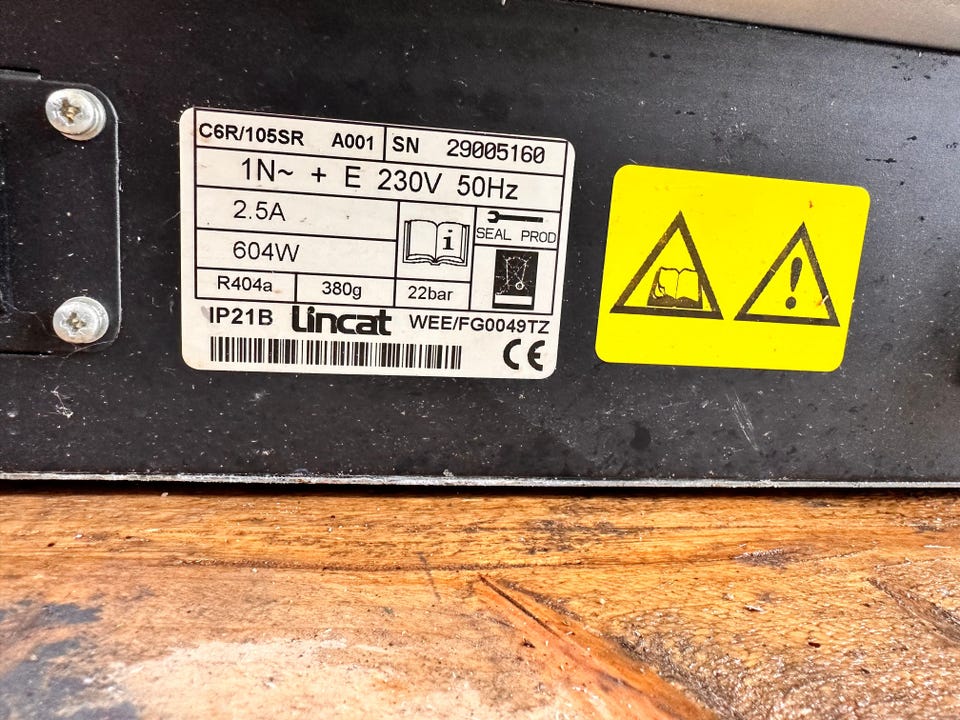 C6R/105SR A001 SN 29005160
1N~ + E 230V 50Hz
2.5A
604W
i
SEAL PROD
R404a 380g 22bar
IP21B Lincat WEE/FG0049TZ
CE
!